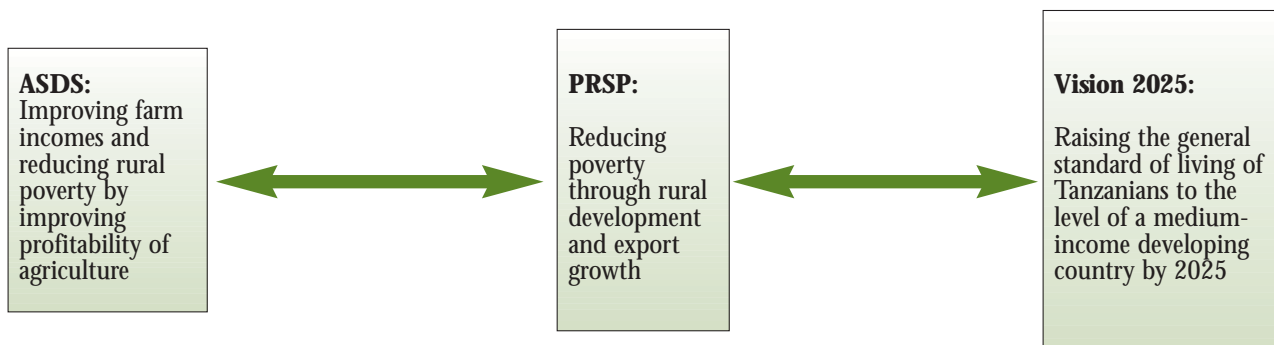 ASDS:
Improving farm
incomes and
reducing rural
poverty by
improving
profitability of
agriculture
PRSP:
Reducing
poverty
through rural
development
and export
growth
Vision 2025:
Raising the general
standard of living of
Tanzanians to the
level of a medium-
income developing
country by 2025